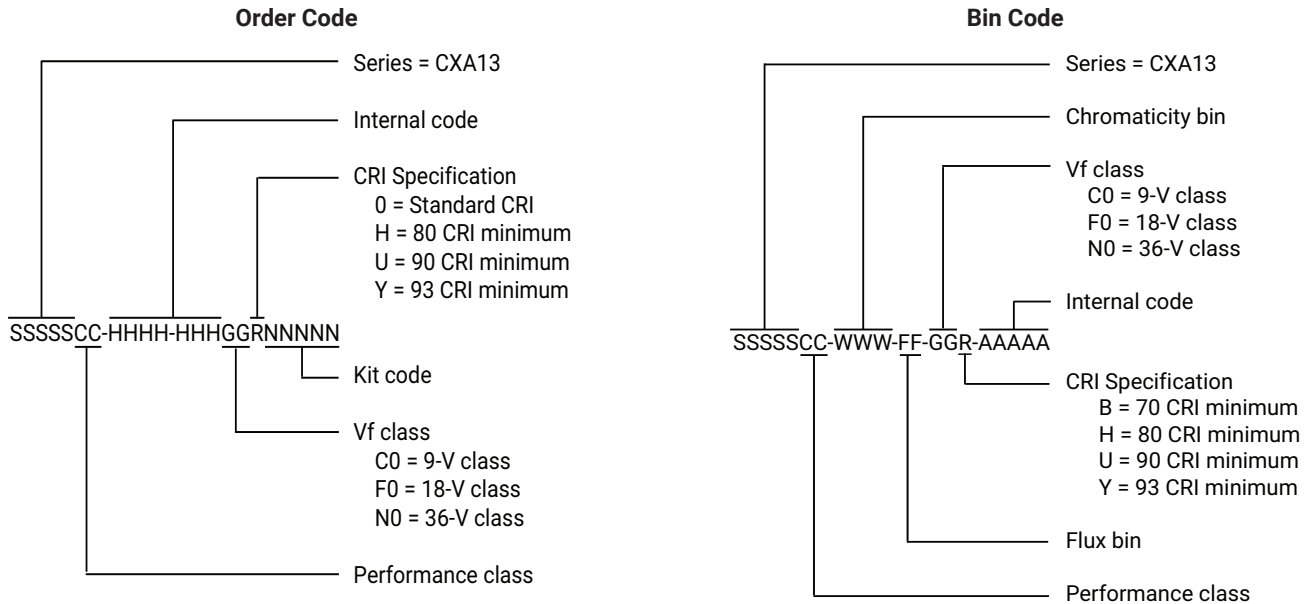 Order Code
Series = CXA13
Internal code
CRI Specification
0 = Standard CRI
H = 80 CRI minimum
U = 90 CRI minimum
Y = 93 CRI minimum
SSSSSCC-HHHH-HHHGGRNNNNN
Kit code
Vf class
C0 = 9-V class
F0 = 18-V class
N0 = 36-V class
Performance class
Bin Code
Series = CXA13
Chromaticity bin
Vf class
C0 = 9-V class
F0 = 18-V class
N0 = 36-V class
Internal code
SSSSSCC-WWW-FF-GGR-AAAAA
CRI Specification
B = 70 CRI minimum
H = 80 CRI minimum
U = 90 CRI minimum
Y = 93 CRI minimum
Flux bin
Performance class